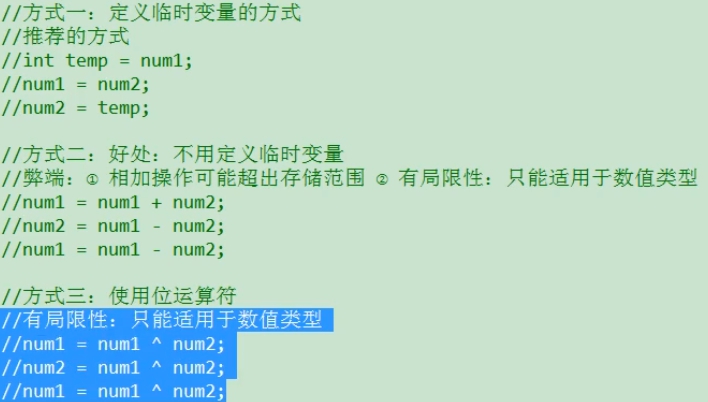 //方式一：定义临时变量的方式
//推荐的方式
//int temp = num1;
//num1 = num2;
//num2 = temp;
//方式二：好处：不用定义临时变量
//弊端：① 相加操作可能超出存储范围 ② 有局限性：只能适用于数值类型
//num1 = num1 + num2;
//num2 = num1 - num2;
//num1 = num1 - num2;
//方式三：使用位运算符
//有局限性：只能适用于数值类型
//num1 = num1 ^ num2;
//num2 = num1 ^ num2;
//num1 = num1 ^ num2;